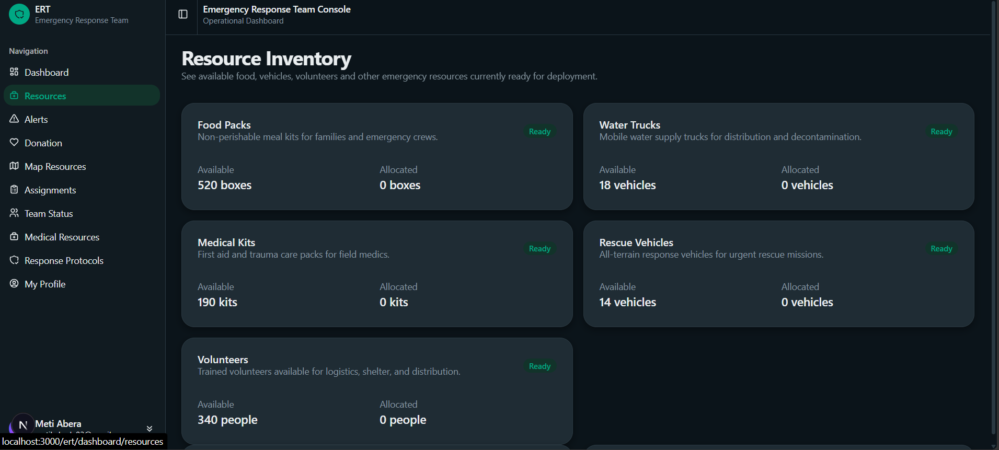 ERT
Emergency Response Team
Navigation
Dashboard
Resources
Alerts
Donation
Map Resources
Assignments
Team Status
Medical Resources
Response Protocols
My Profile
N
Meti Abera
localhost:3000/ert/dashboard/resources
Emergency Response Team Console
Operational Dashboard
Resource Inventory
See available food, vehicles, volunteers and other emergency resources currently ready for deployment.
Food Packs
Non-perishable meal kits for families and emergency crews.
Ready
Available
Allocated
520 boxes
0 boxes
Water Trucks
Mobile water supply trucks for distribution and decontamination.
Ready
Available
Allocated
18 vehicles
0 vehicles
Medical Kits
First aid and trauma care packs for field medics.
Ready
Available
Allocated
190 kits
0 kits
Rescue Vehicles
All-terrain response vehicles for urgent rescue missions.
Ready
Available
Allocated
14 vehicles
0 vehicles
Volunteers
Trained volunteers available for logistics, shelter, and distribution.
Ready
Available
Allocated
340 people
0 people